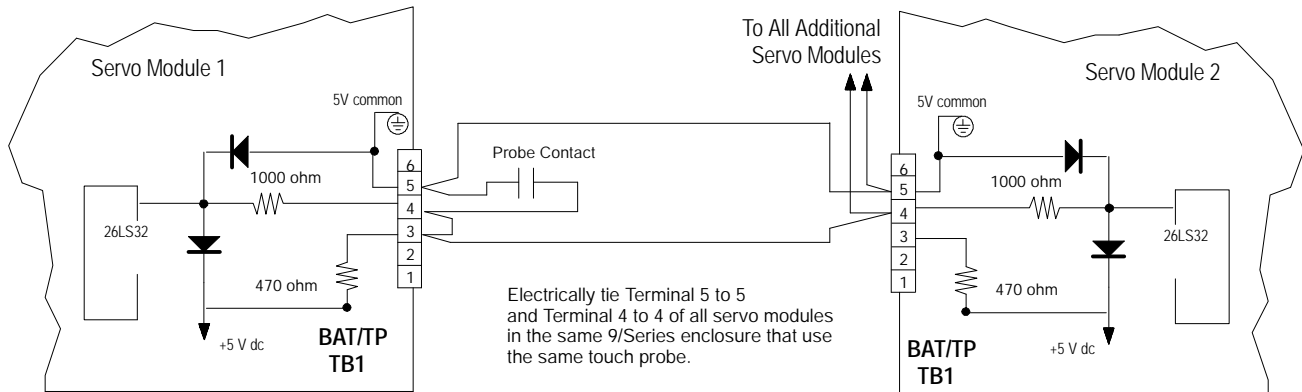 To All Additional
Servo Modules
Servo Module 1
5V common
1000 ohm
26LS32
470 ohm
+5 V dc
BAT/TP
TB1
6
5
4
3
2
1
Probe Contact
Electrically tie Terminal 5 to 5
and Terminal 4 to 4 of all servo modules
in the same 9/Series enclosure that use
the same touch probe.
Servo Module 2
5V common
6
5
4
3
2
1
1000 ohm
26LS32
470 ohm
+5 V dc
BAT/TP
TB1